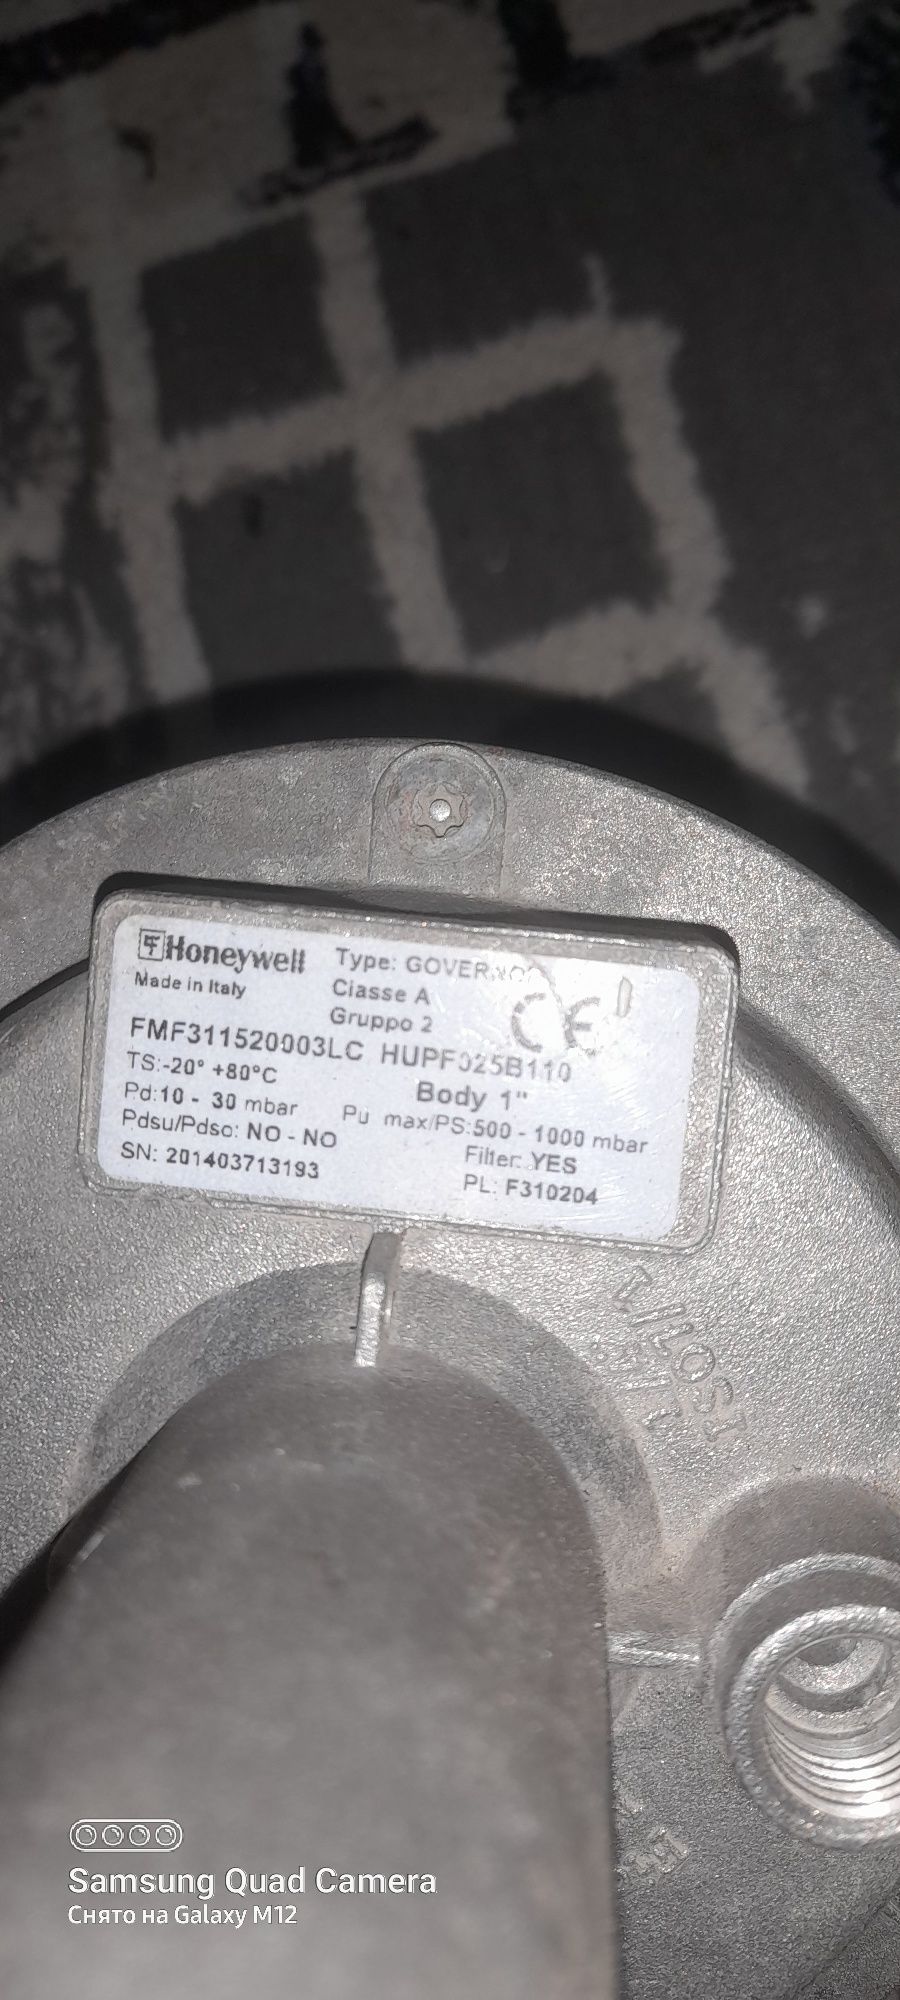 Honeywell
Made in Italy
Type: GOVERNOR
Classe A
Gruppo 2
CE
FMF311520003LC HUPF025B110
TS:-20° +80°C
Body 1"
Pd:10 - 30 mbar
Pu max/PS:500 - 1000 mbar
Pdsu/Pdso: NO - NO
Filter: YES
SN: 201403713193
PL: F310204
Samsung Quad Camera
Снято на Galaxy M12